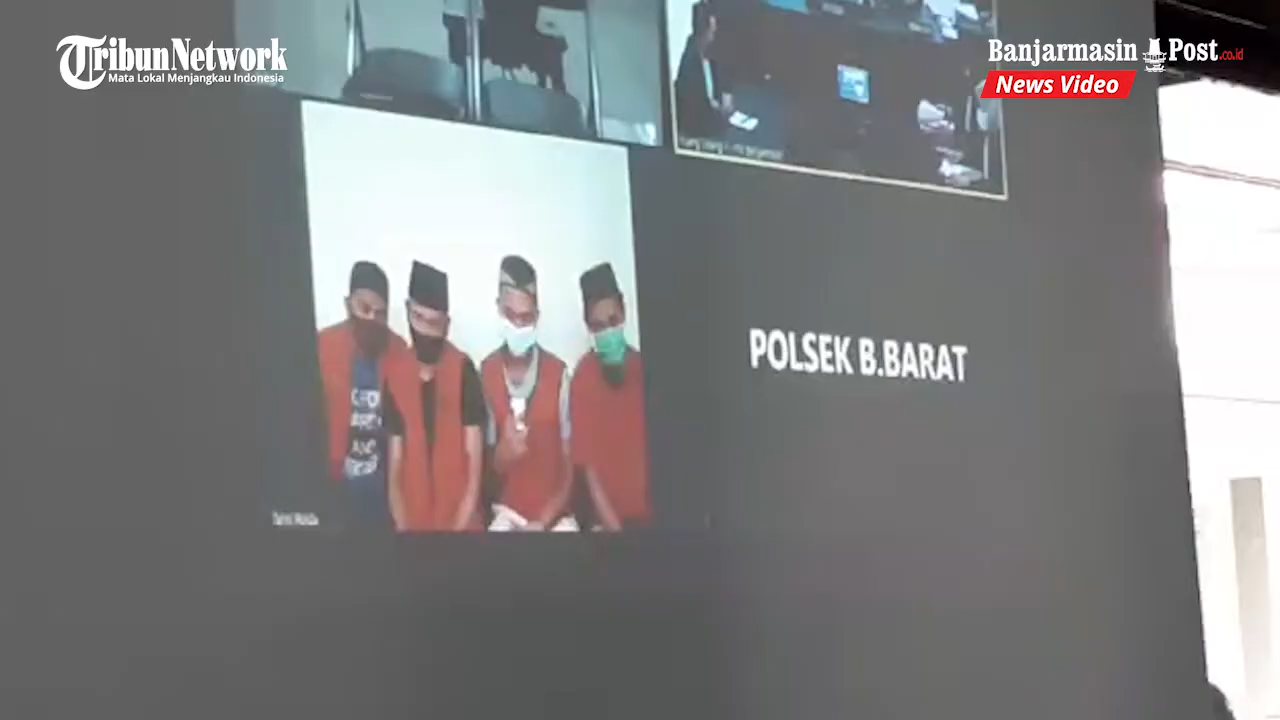 TribunNetwork
Mata Lokal Menjangkau Indonesia
Banjarmasin Post.co.id
News Video
POLSEK B.BARAT